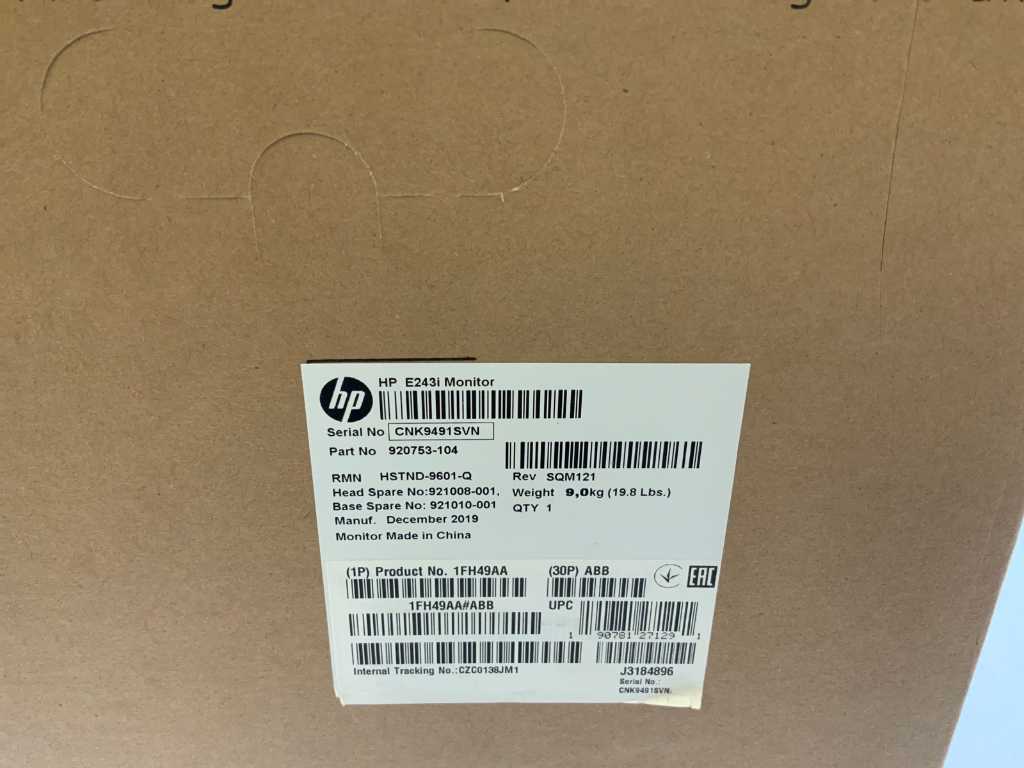 hp
HP E243i Monitor
Serial No CNK9491SVN
Part No 920753-104
RMN HSTND-9601-Q
Rev SQM121
Head Spare No:921008-001,
Weight 9,0kg (19.8 Lbs.)
Base Spare No: 921010-001
QTY 1
Manuf. December 2019
Monitor Made in China
(1P) Product No. 1FH49AA
(30P) ABB
EAC
1FH49AA#ABB
UPC
1 90781 27129 1
Internal Tracking No.:CZC0138JM1
J3184896
Serial No.:
CNK9491SVN